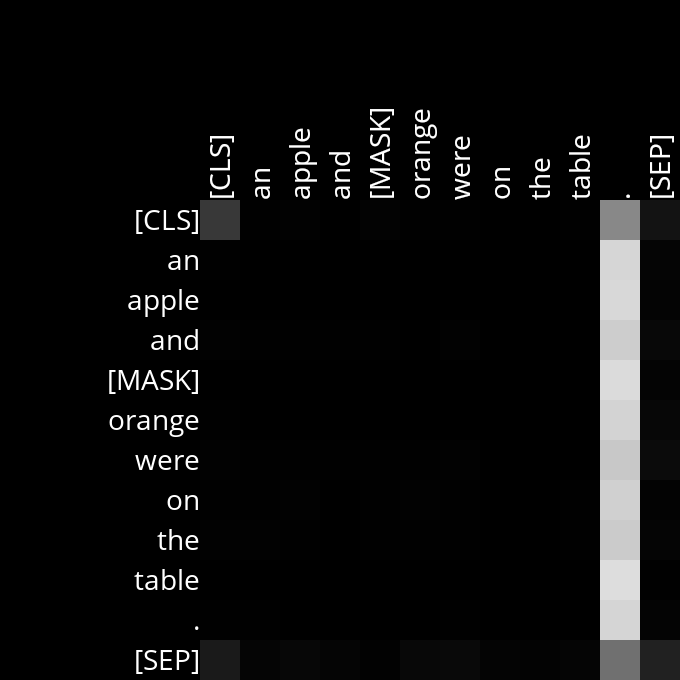 [CLS] an apple and [MASK] orange were on the table . [SEP]
[CLS]
an
apple
and
[MASK]
orange
were
on
the
table
.
[SEP]